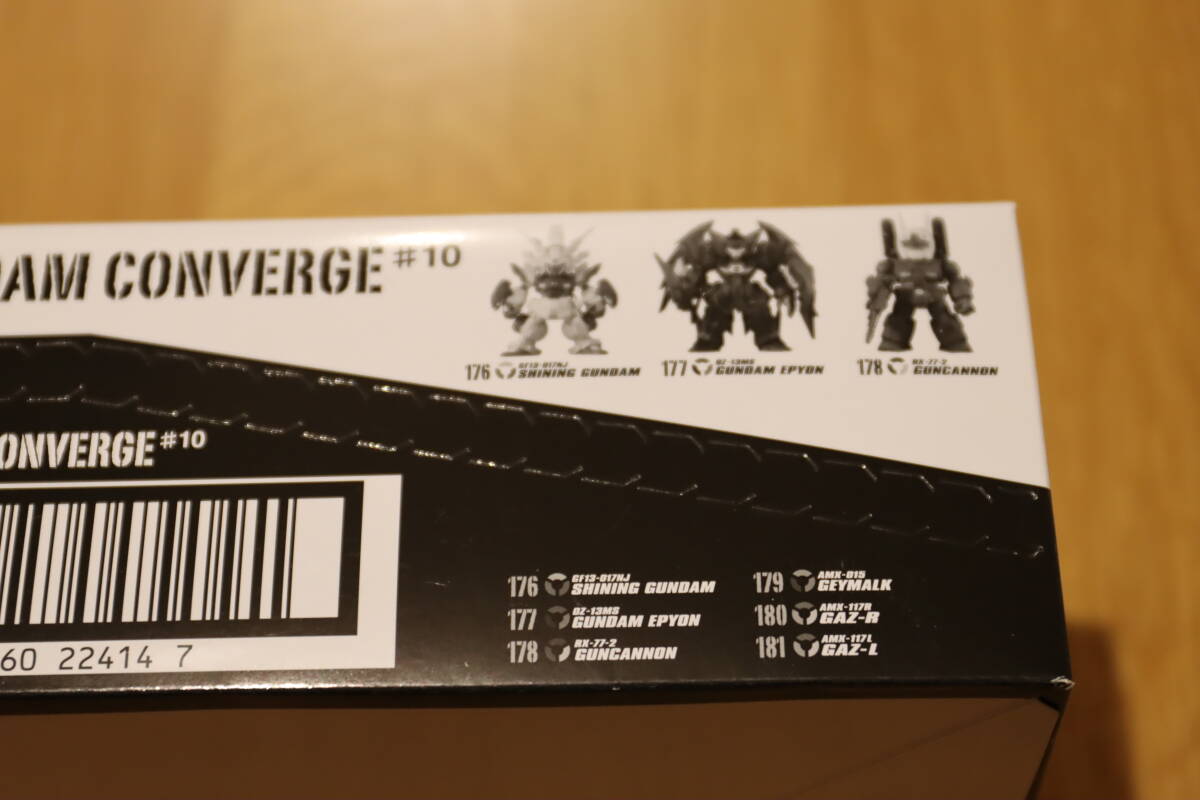 DAM CONVERGE #10
176 GF13-017NJ SHINING GUNDAM
177 OZ-13MS GUNDAM EPYON
178 RX-77-2 GUNCANNON
ONVERGE #10
60 22414 7
176 GF13-017NJ SHINING GUNDAM
177 OZ-13MS GUNDAM EPYON
178 RX-77-2 GUNCANNON
179 AMX-015 GEYMALK
180 AMX-117R GAZ-R
181 AMX-117L GAZ-L